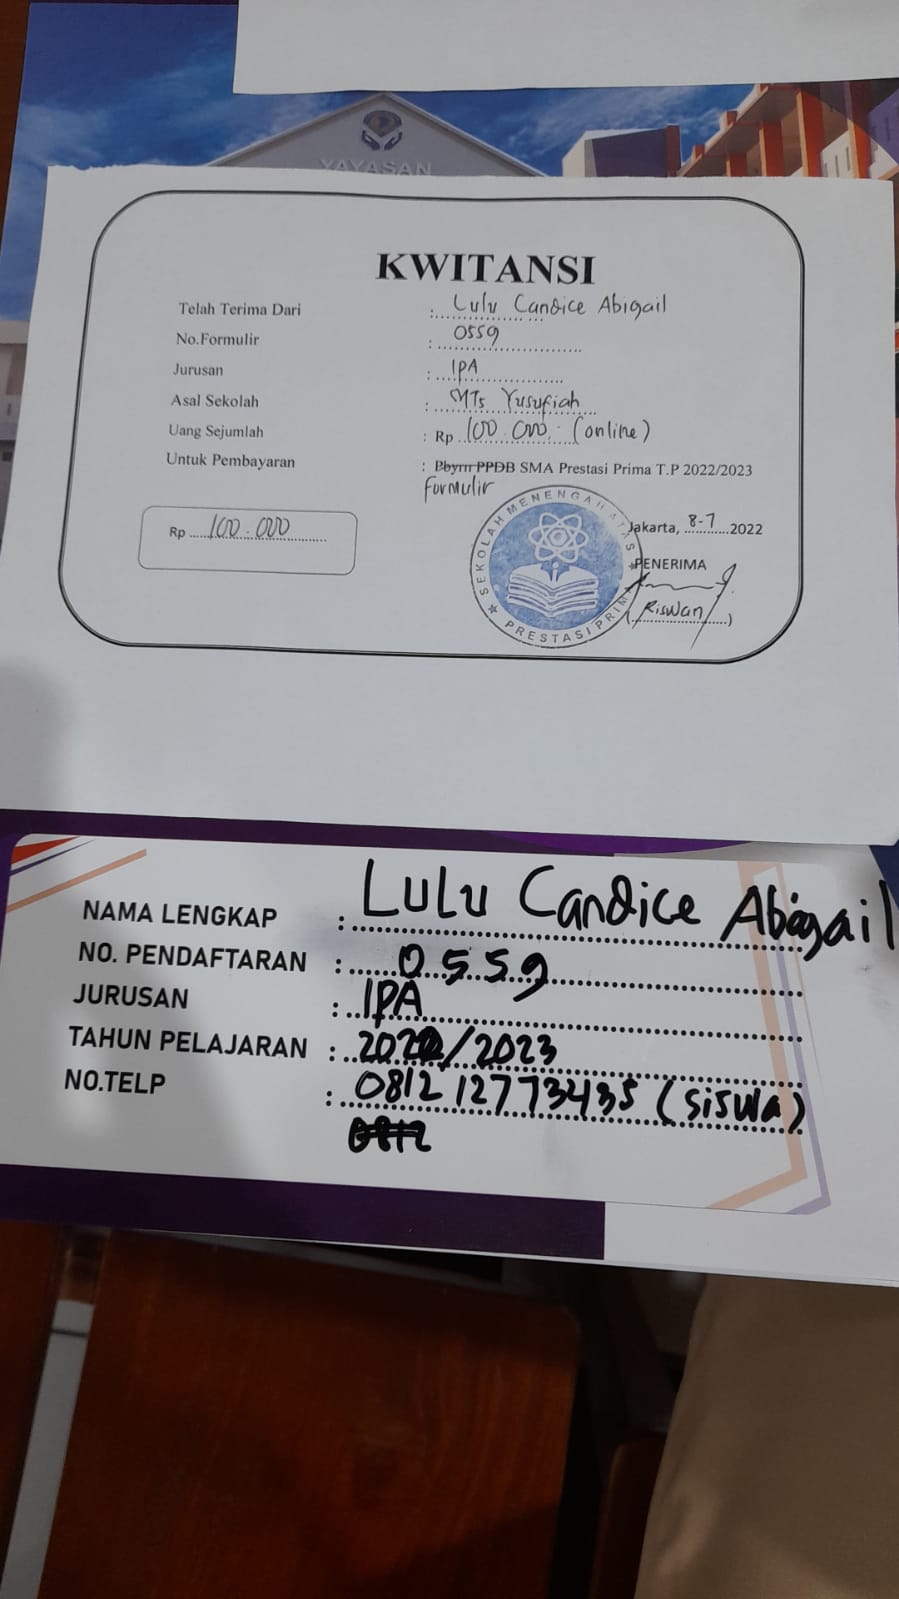 YAYASAN
KWITANSI
Telah Terima Dari : Lulu Candice Abigail
No.Formulir : 0559
Jurusan : IPA
Asal Sekolah : MTs Yusufiah
Uang Sejumlah : Rp 100.000,- (online)
Untuk Pembayaran : Pbyrn PPDB SMA Prestasi Prima T.P 2022/2023
Formulir
Rp 100.000
SEKOLAH MENENGAH ATAS
PRESTASI PRIMA
Jakarta, 8-7 2022
PENERIMA
(Riswan)
NAMA LENGKAP : Lulu Candice Abigail
NO. PENDAFTARAN : 0559
JURUSAN : IPA
TAHUN PELAJARAN : 2022/2023
NO.TELP : 0812 12773435 (siswa)
0812